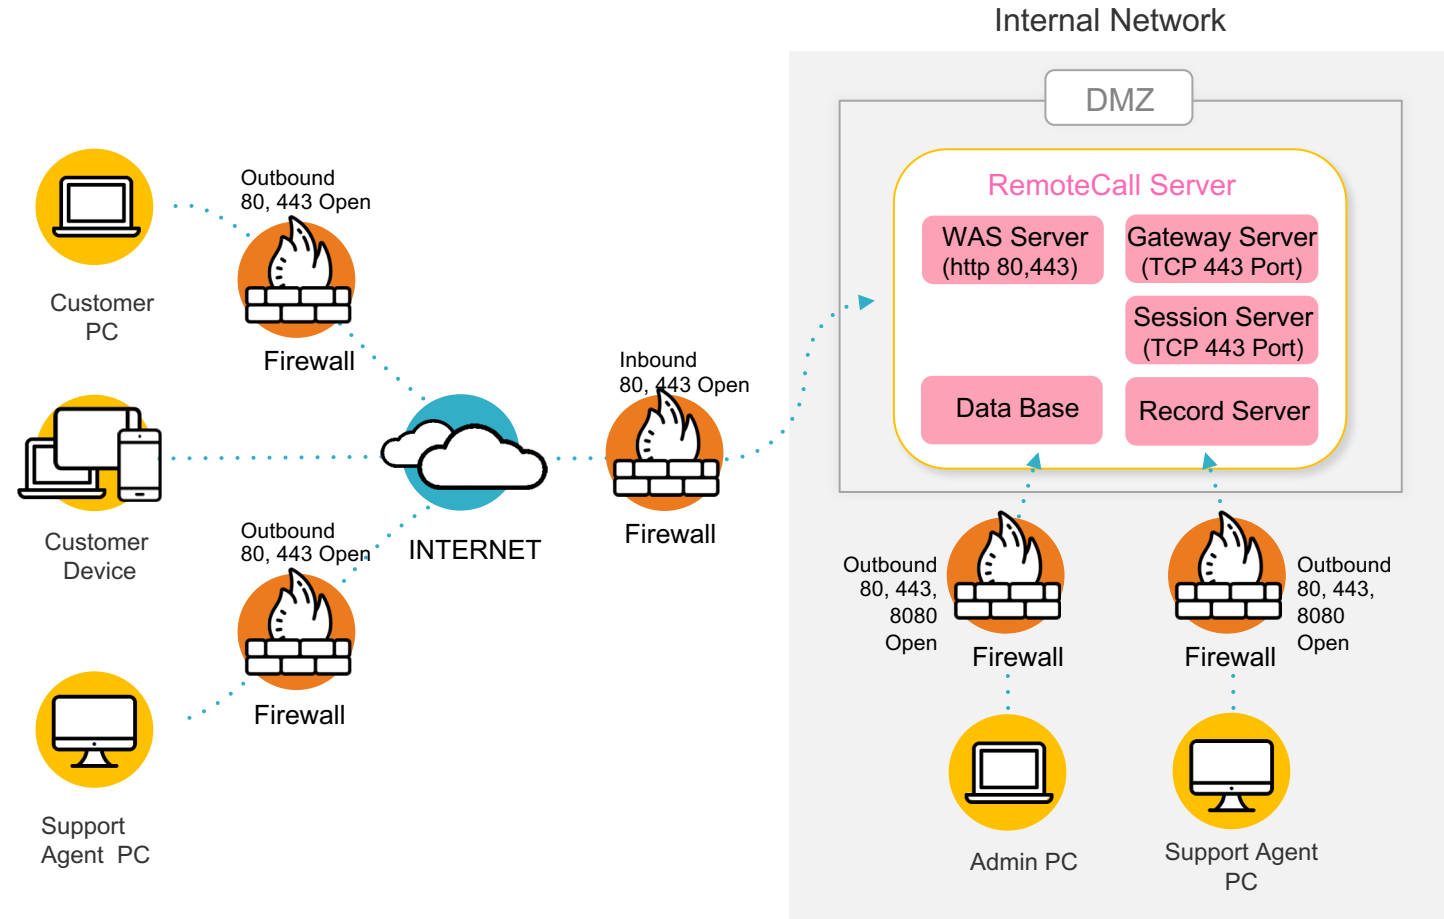 Internal Network
DMZ
RemoteCall Server
WAS Server
(http 80,443)
Gateway Server
(TCP 443 Port)
Session Server
(TCP 443 Port)
Data Base
Record Server
Outbound
80, 443 Open
Firewall
Customer
PC
Inbound
80, 443 Open
Firewall
Customer
Device
INTERNET
Outbound
80, 443 Open
Firewall
Support
Agent PC
Outbound
80, 443,
8080
Open
Firewall
Admin PC
Outbound
80, 443,
8080
Open
Firewall
Support Agent
PC